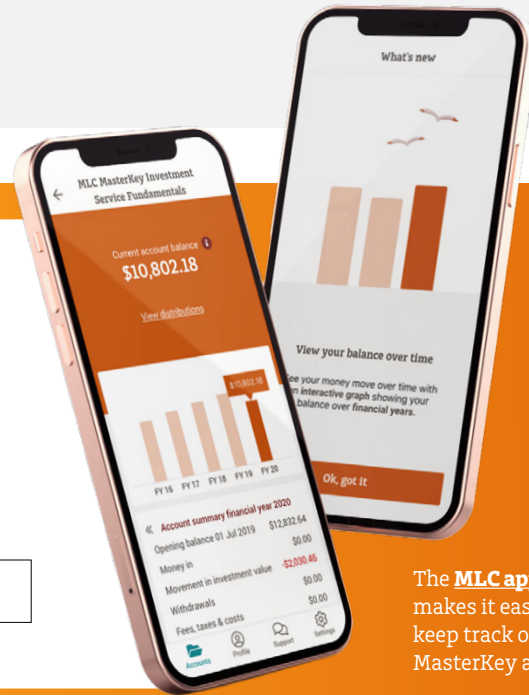 What's new
View your balance over time
See your money move over time with
an interactive graph showing your
balance over financial years.
Ok, got it
MLC MasterKey Investment
Service Fundamentals
Current account balance
$10,802.18
View distributions
$10,802.18
FY 16 FY 17 FY 18 FY 19 FY 20
« Account summary financial year 2020
Opening balance 01 Jul 2019 $12,832.64
Money in $0.00
Movement in investment value -$2,030.46
Withdrawals $0.00
Fees, taxes & costs $0.00
Accounts Profile Support Settings
The MLC app
makes it eas
keep track o
MasterKey a